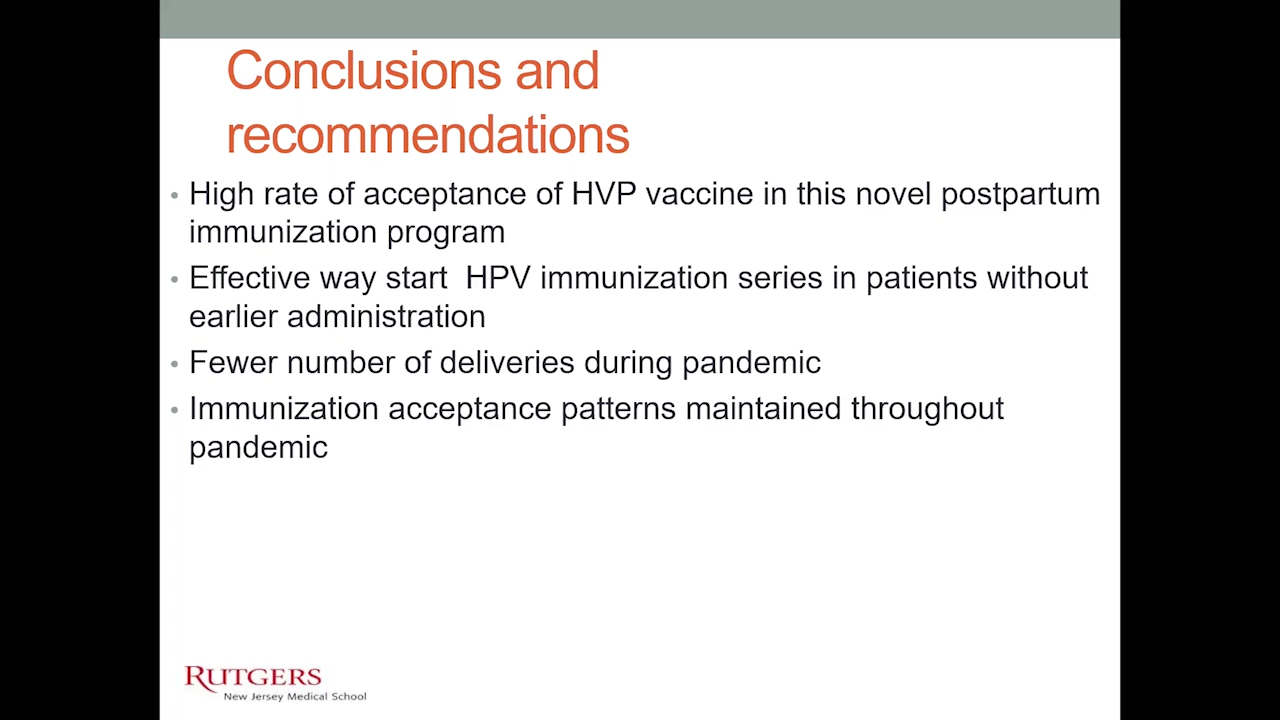 Conclusions and
recommendations
• High rate of acceptance of HVP vaccine in this novel postpartum
immunization program
• Effective way start  HPV immunization series in patients without
earlier administration
• Fewer number of deliveries during pandemic
• Immunization acceptance patterns maintained throughout
pandemic
RUTGERS
New Jersey Medical School